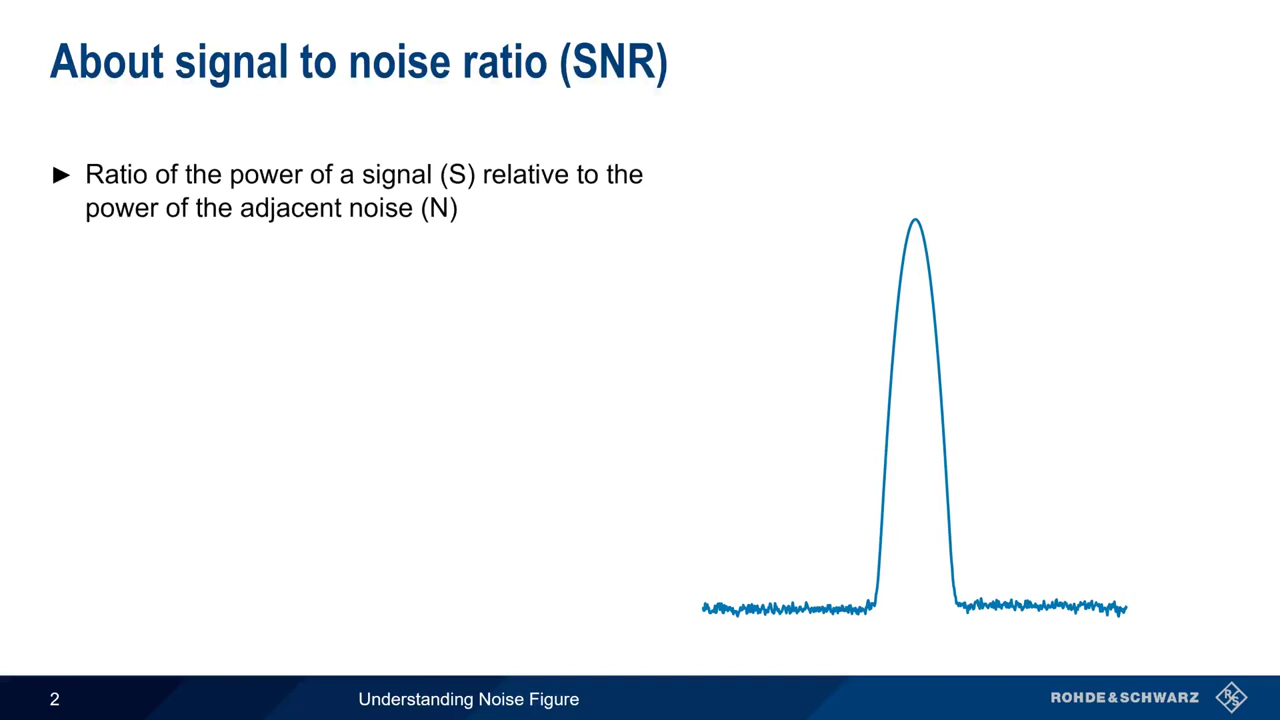 About signal to noise ratio (SNR)
► Ratio of the power of a signal (S) relative to the
power of the adjacent noise (N)
2
Understanding Noise Figure
ROHDE&SCHWARZ
R
S